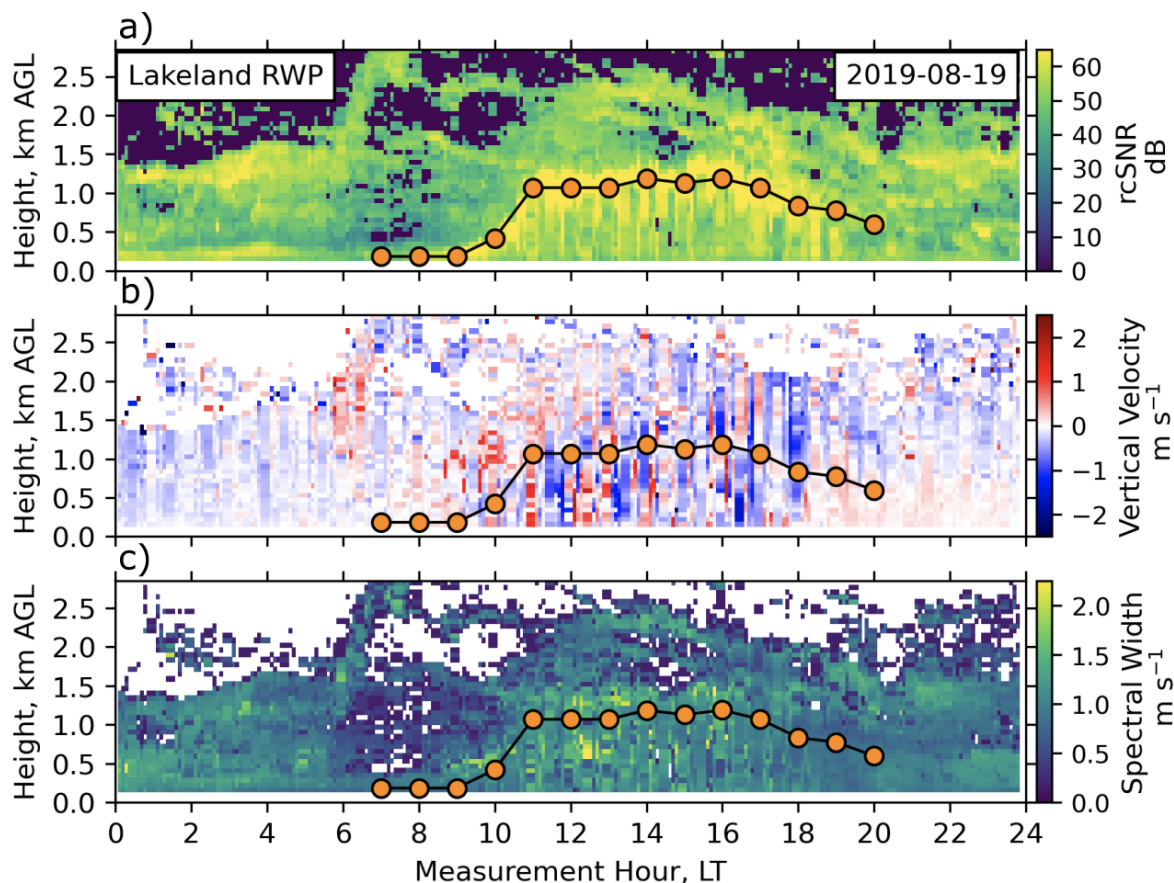 a)
Lakeland RWP
2019-08-19
Height, km AGL
2.5
2.0
1.5
1.0
0.5
0.0
60
50
40
30
20
10
0
rcSNR
dB
b)
Height, km AGL
2.5
2.0
1.5
1.0
0.5
0.0
2
1
0
−1
−2
Vertical Velocity
m s⁻¹
c)
Height, km AGL
2.5
2.0
1.5
1.0
0.5
0.0
2.0
1.5
1.0
0.5
0.0
Spectral Width
m s⁻¹
0 2 4 6 8 10 12 14 16 18 20 22 24
Measurement Hour, LT